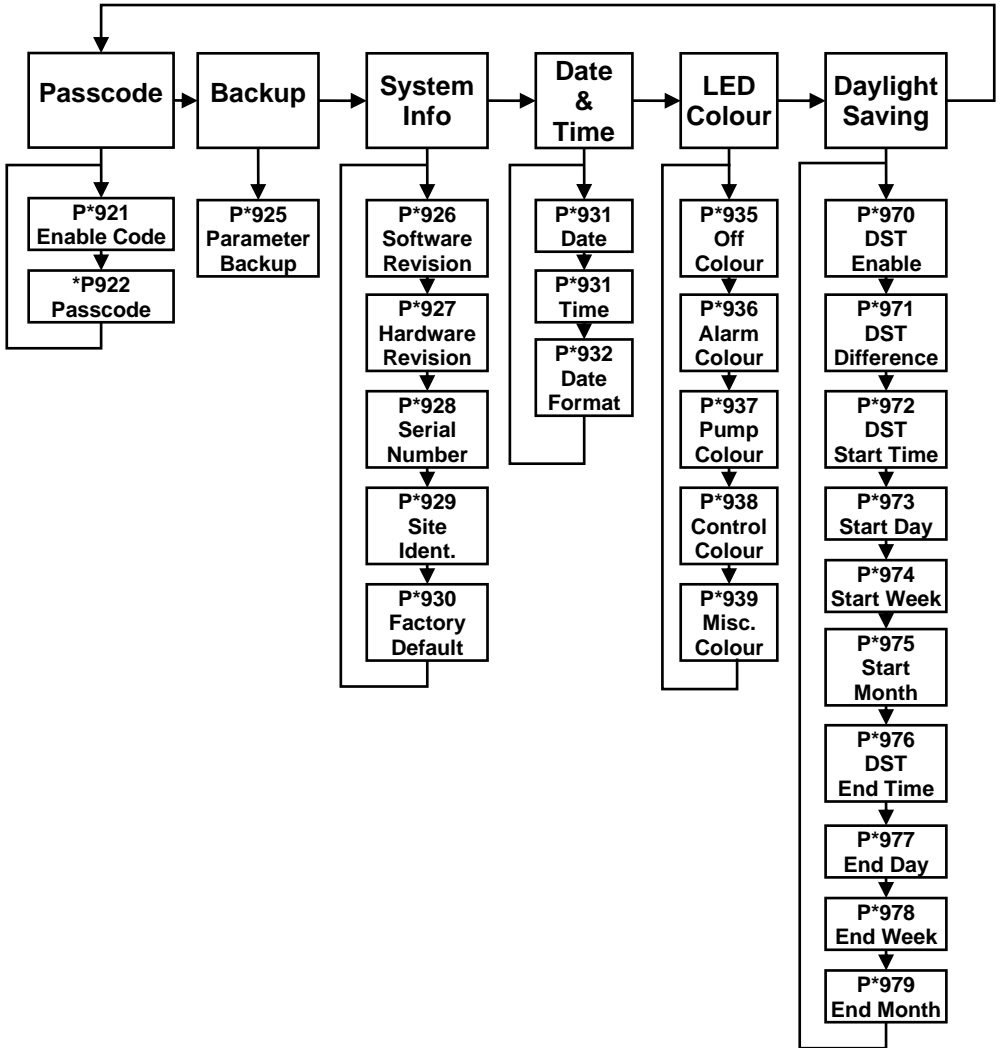 Passcode
Backup
System
Info
Date
&
Time
LED
Colour
Daylight
Saving
P*921
Enable Code
*P922
Passcode
P*925
Parameter
Backup
P*926
Software
Revision
P*927
Hardware
Revision
P*928
Serial
Number
P*929
Site
Ident.
P*930
Factory
Default
P*931
Date
P*931
Time
P*932
Date
Format
P*935
Off
Colour
P*936
Alarm
Colour
P*937
Pump
Colour
P*938
Control
Colour
P*939
Misc.
Colour
P*970
DST
Enable
P*971
DST
Difference
P*972
DST
Start Time
P*973
Start Day
P*974
Start Week
P*975
Start
Month
P*976
DST
End Time
P*977
End Day
P*978
End Week
P*979
End Month